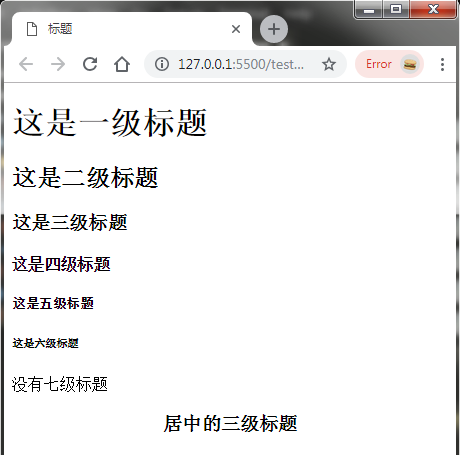 标题
127.0.0.1:5500/test...
Error
这是一级标题
这是二级标题
这是三级标题
这是四级标题
这是五级标题
这是六级标题
没有七级标题
居中的三级标题